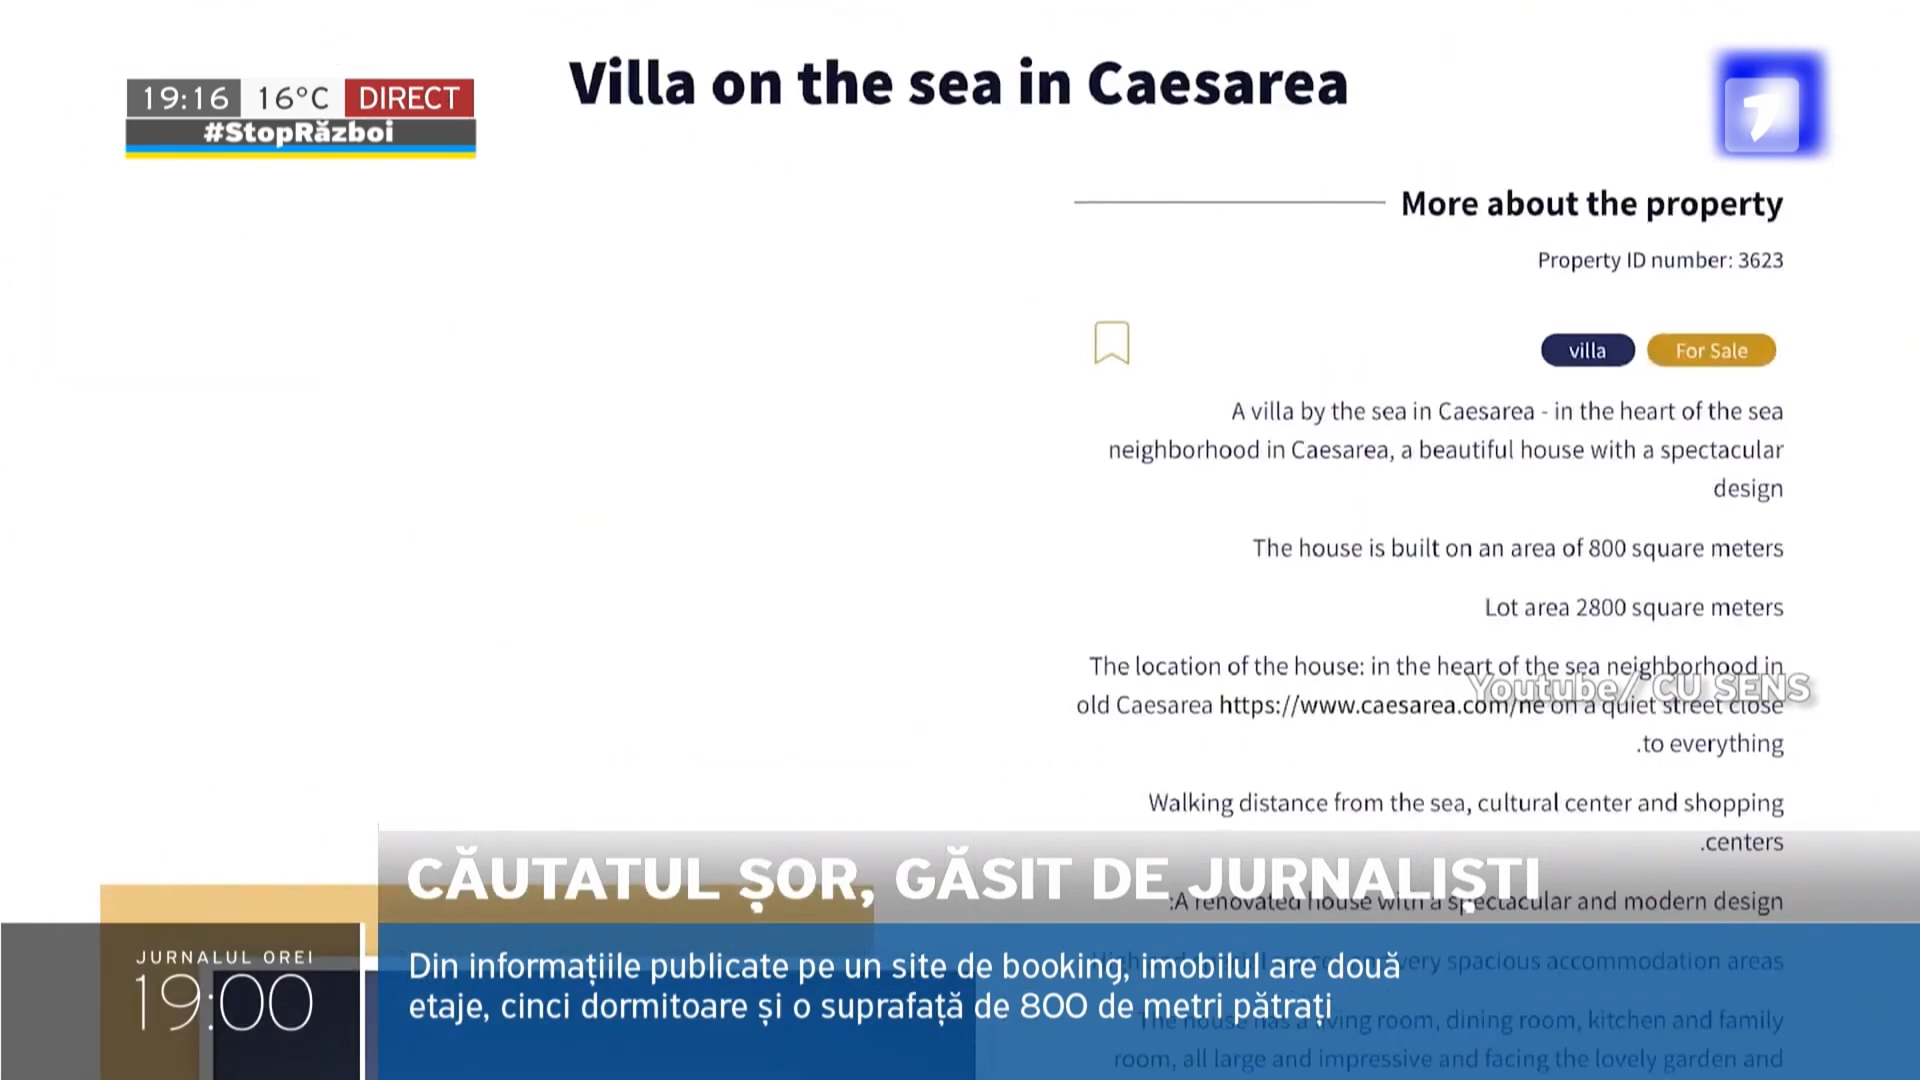 19:16 16°C DIRECT
#StopRăzboi
Villa on the sea in Caesarea
More about the property
Property ID number: 3623
villa For Sale
A villa by the sea in Caesarea - in the heart of the sea
neighborhood in Caesarea, a beautiful house with a spectacular
design
The house is built on an area of 800 square meters
Lot area 2800 square meters
The location of the house: in the heart of the sea neighborhood in
old Caesarea https://www.caesarea.com/ne on a quiet street close
.to everything
Youtube/ CU SENS
Walking distance from the sea, cultural center and shopping
.centers
:A renovated house with a spectacular and modern design
very spacious accommodation areas
The house has a living room, dining room, kitchen and family
room, all large and impressive and facing the lovely garden and
CĂUTATUL ȘOR, GĂSIT DE JURNALIȘTI
JURNALUL OREI
19:00
Din informațiile publicate pe un site de booking, imobilul are două
etaje, cinci dormitoare și o suprafață de 800 de metri pătrați